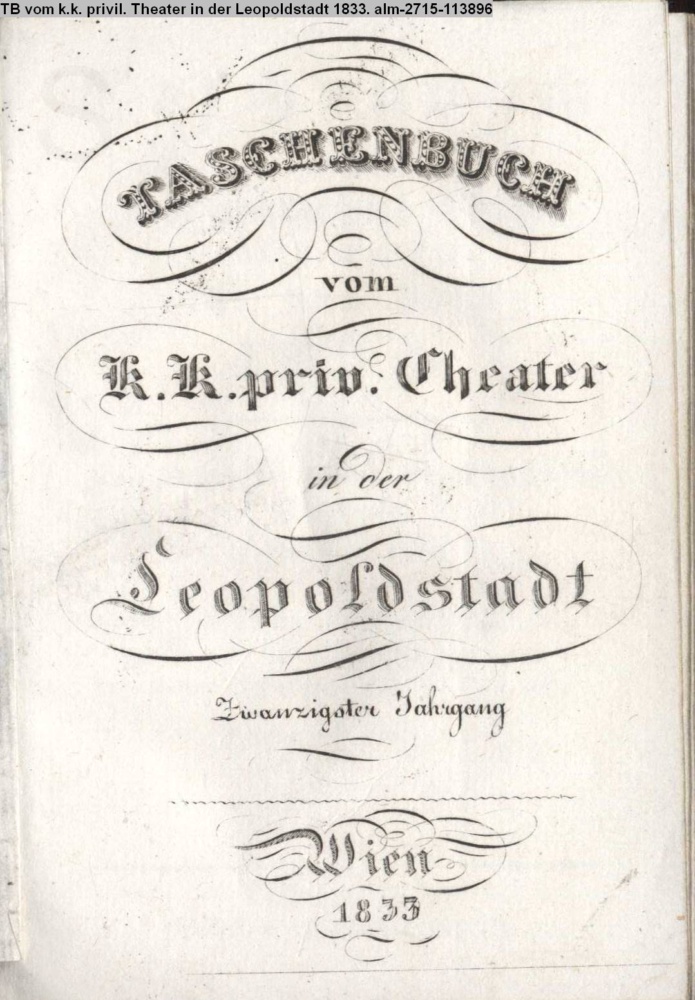 TB vom k.k. privil. Theater in der Leopoldstadt 1833. alm-2715-113896
TASCHENBUCH
vom
K.K.priv. Theater
in der
Leopoldstadt
Zwanzigster Jahrgang
Wien
1833